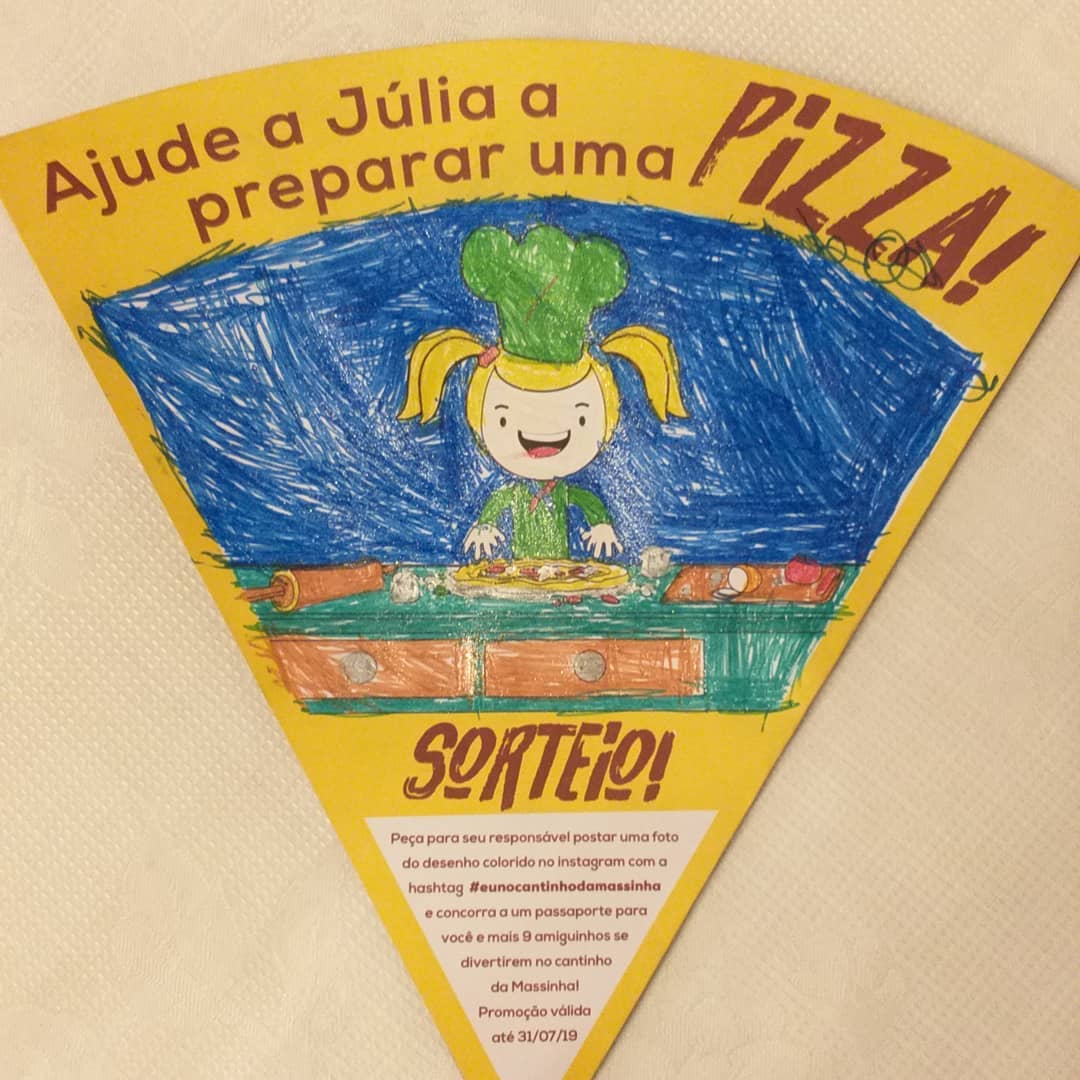 Ajude a Júlia a
preparar uma PiZZA!
SORTEiO!
Peça para seu responsável postar uma foto
do desenho colorido no instagram com a
hashtag #eunocantinhodamassinha
e concorra a um passaporte para
você e mais 9 amiguinhos se
divertirem no cantinho
da Massinha!
Promoção válida
até 31/07/19